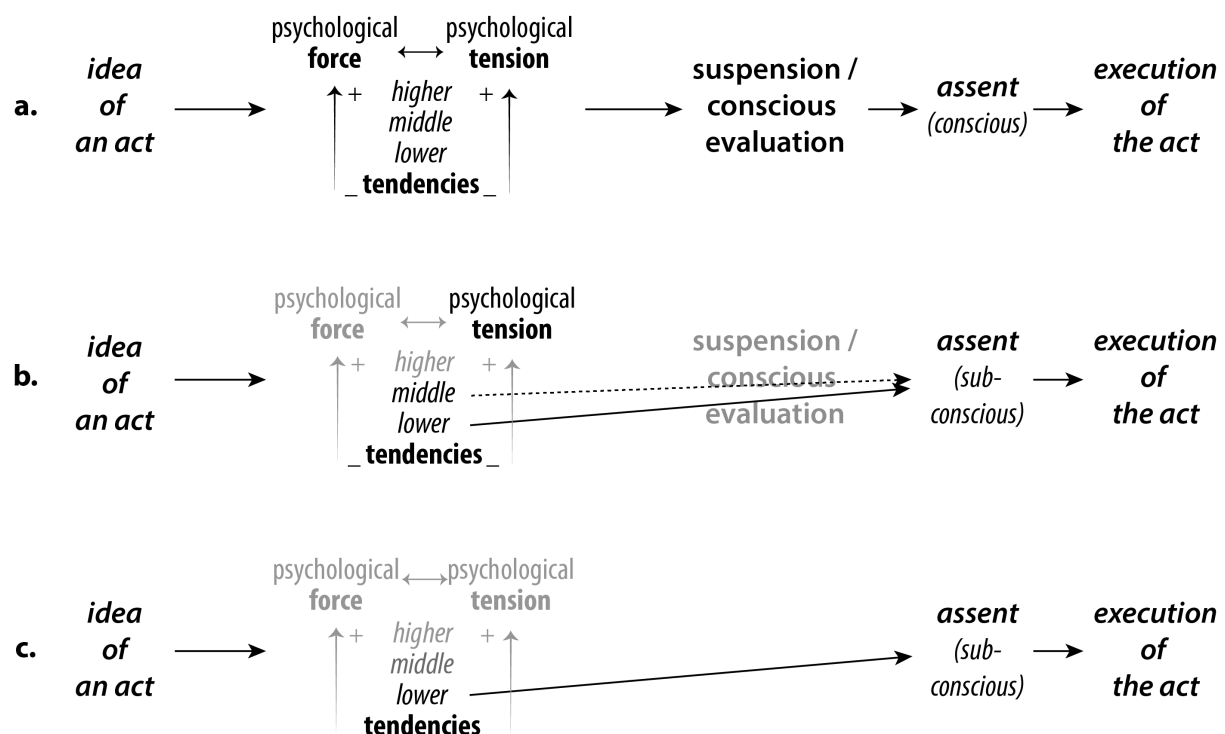 a.
idea
of
an act
psychological
force
psychological
tension
+ higher +
middle
lower
_ tendencies _
suspension /
conscious
evaluation
assent
(conscious)
execution
of
the act
b.
idea
of
an act
psychological
force
psychological
tension
+ higher +
middle
lower
_ tendencies _
suspension /
conscious
evaluation
assent
(sub-
conscious)
execution
of
the act
c.
idea
of
an act
psychological
force
psychological
tension
+ higher +
middle
lower
tendencies
assent
(sub-
conscious)
execution
of
the act